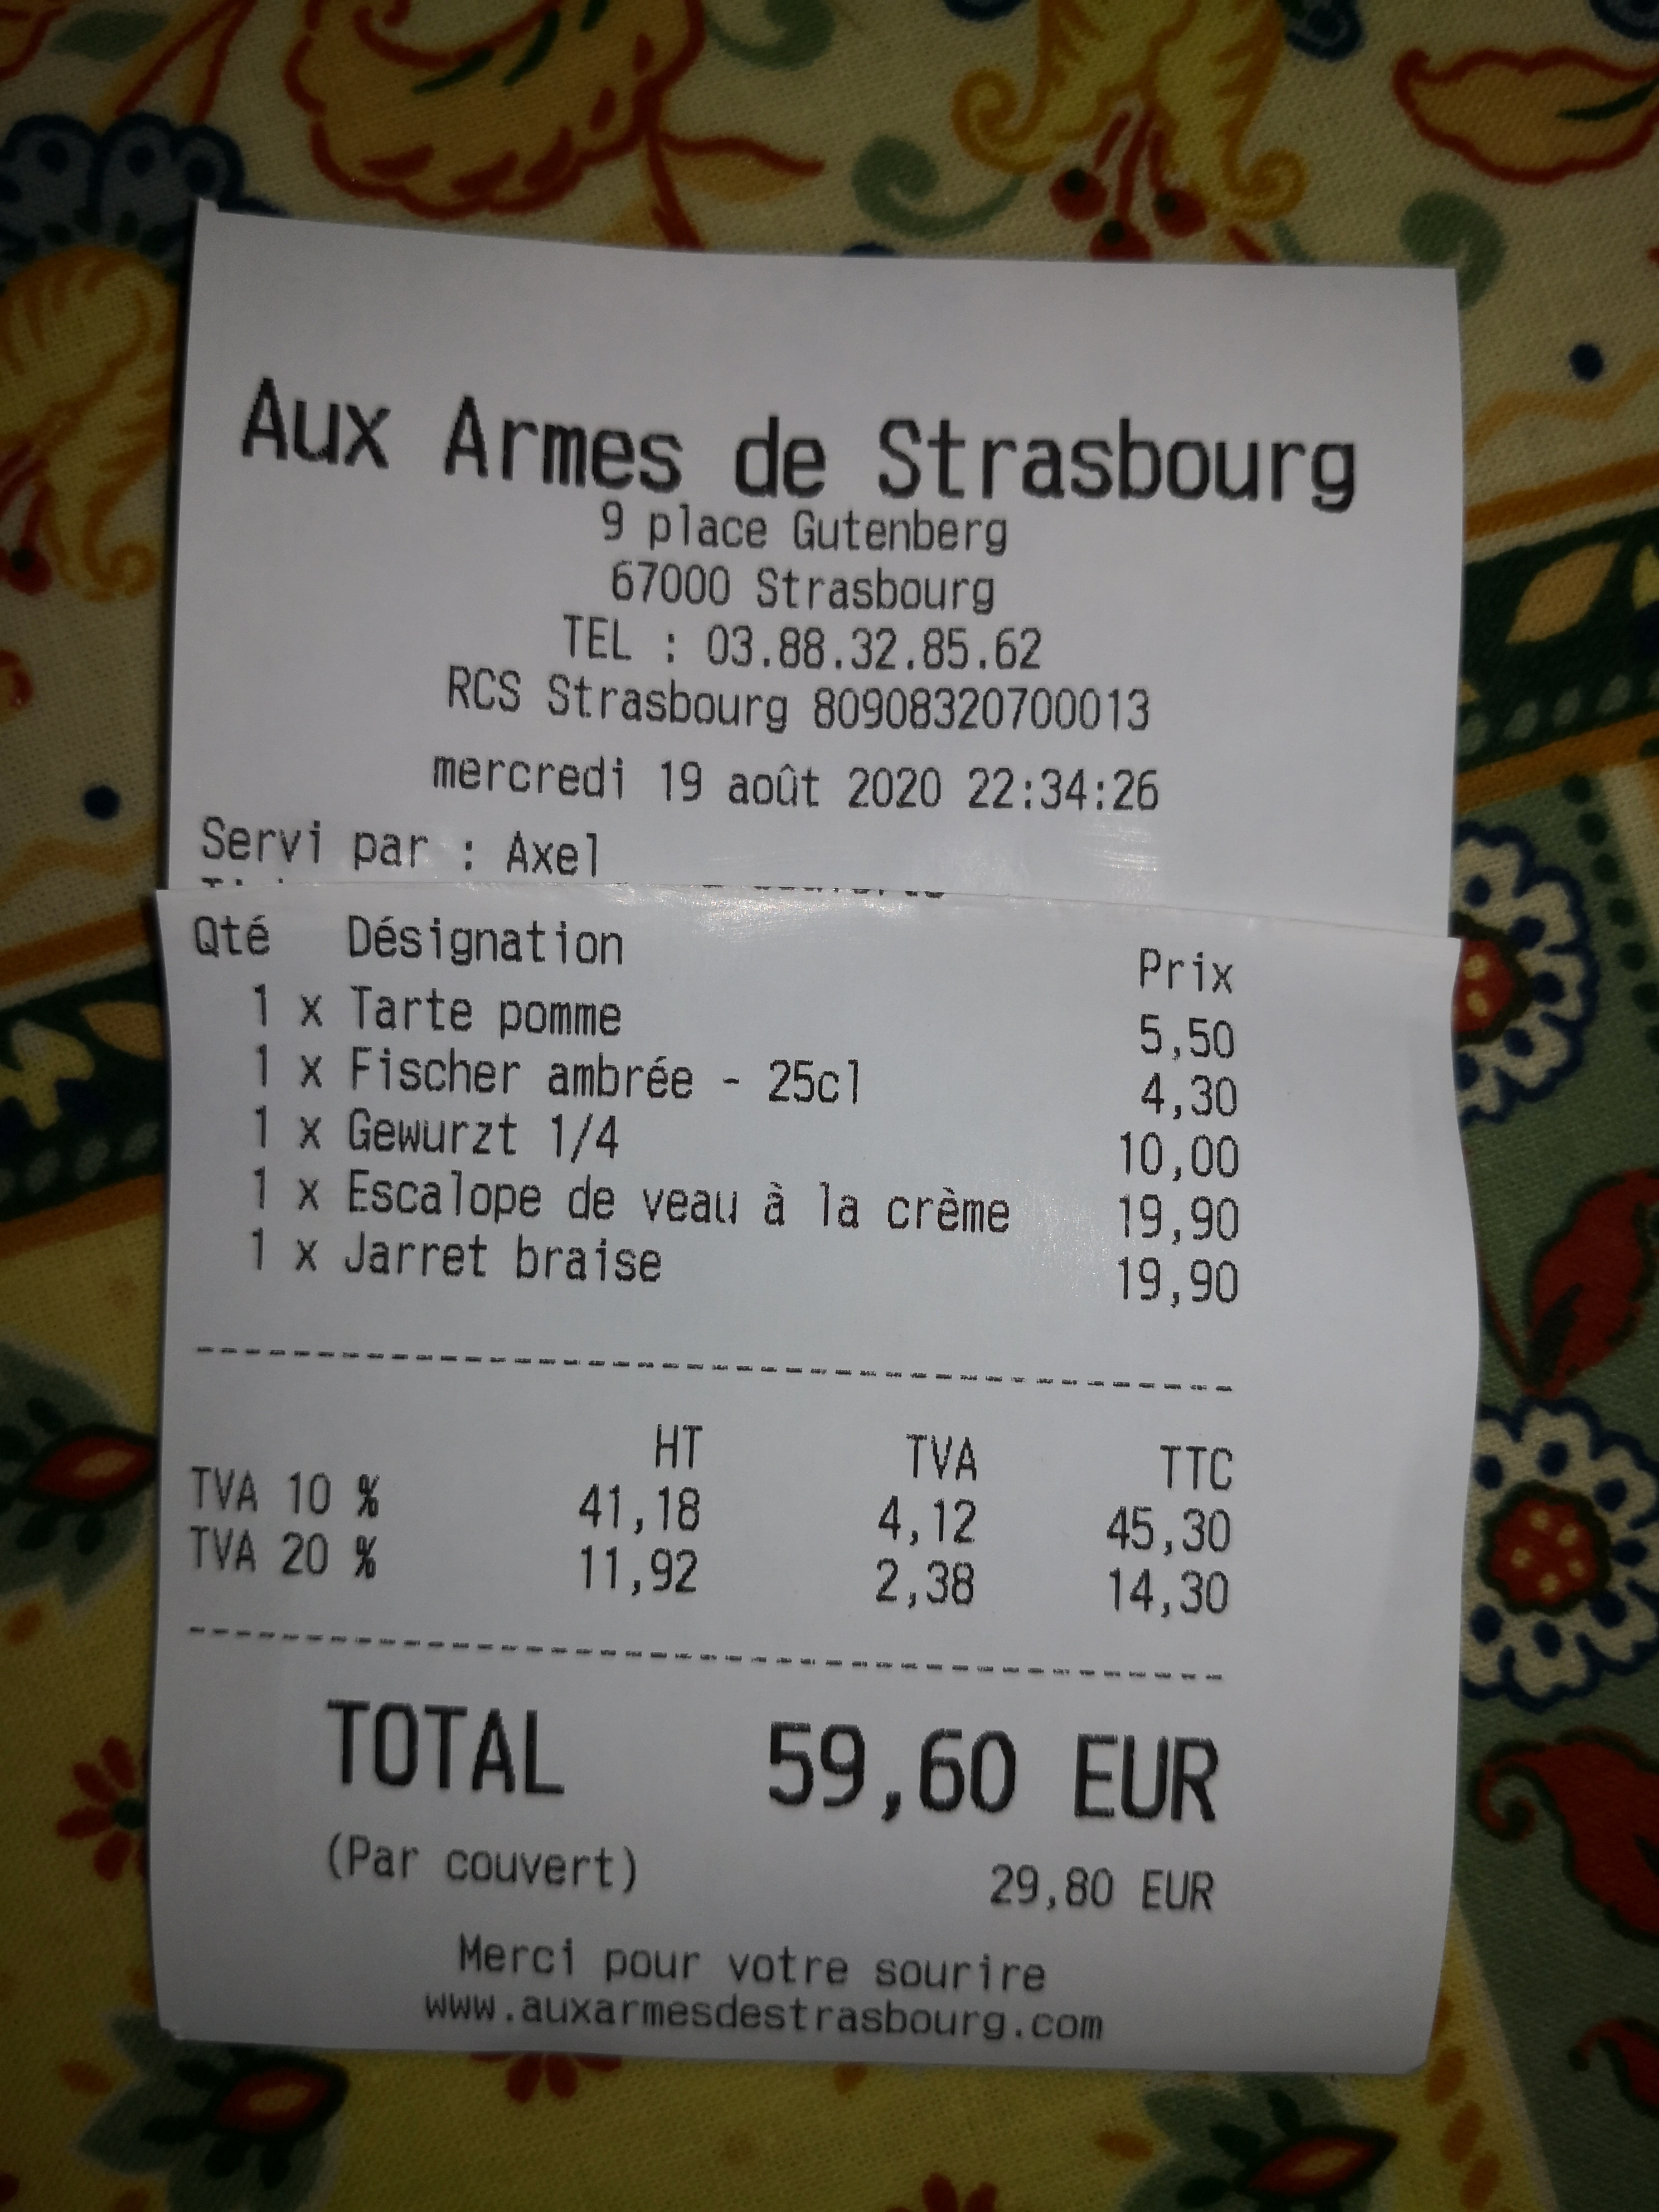 Aux Armes de Strasbourg
9 place Gutenberg
67000 Strasbourg
TEL : 03.88.32.85.62
RCS Strasbourg 80908320700013
mercredi 19 août 2020 22:34:26
Servi par : Axel
Qté Désignation Prix
1 x Tarte pomme 5,50
1 x Fischer ambrée - 25cl 4,30
1 x Gewurzt 1/4 10,00
1 x Escalope de veau à la crème 19,90
1 x Jarret braise 19,90
HT TVA TTC
TVA 10 % 41,18 4,12 45,30
TVA 20 % 11,92 2,38 14,30
TOTAL 59,60 EUR
(Par couvert) 29,80 EUR
Merci pour votre sourire
www.auxarmesdestrasbourg.com